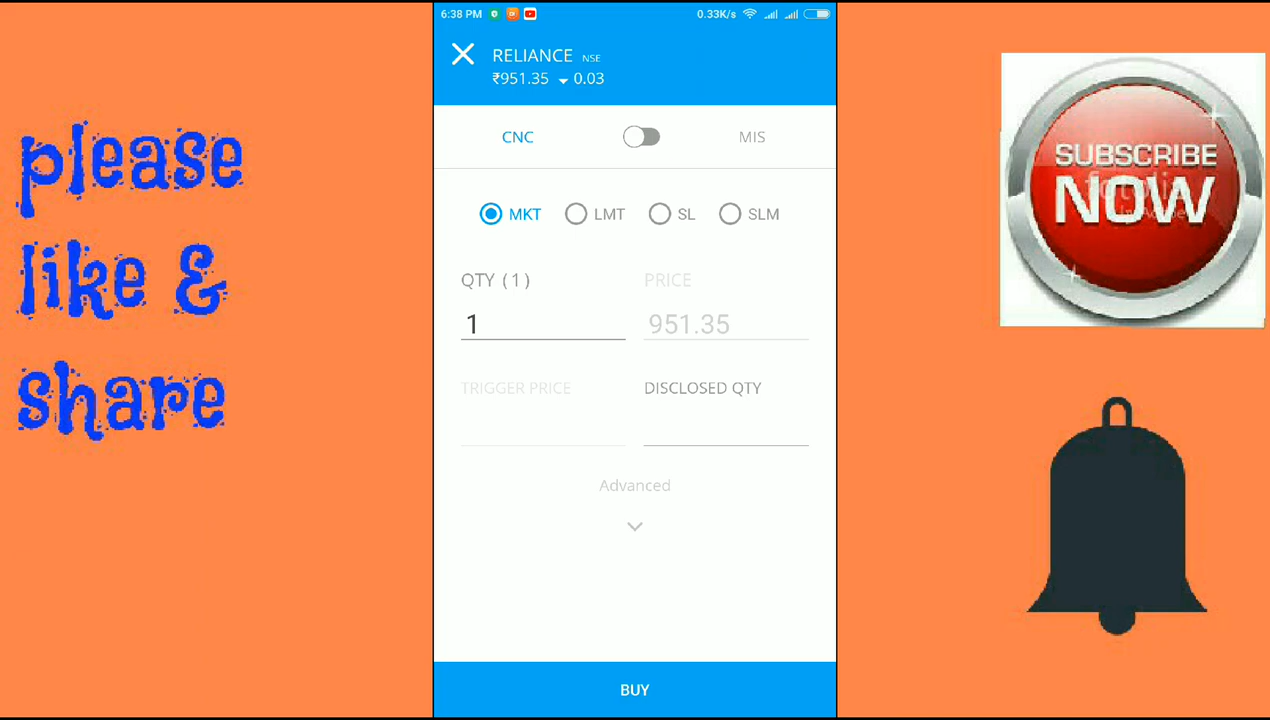 6:38 PM 0.33K/s
RELIANCE NSE
₹951.35 0.03
CNC MIS
MKT LMT SL SLM
QTY (1) PRICE
1 951.35
TRIGGER PRICE DISCLOSED QTY
Advanced
BUY
please
like &
share
SUBSCRIBE
NOW